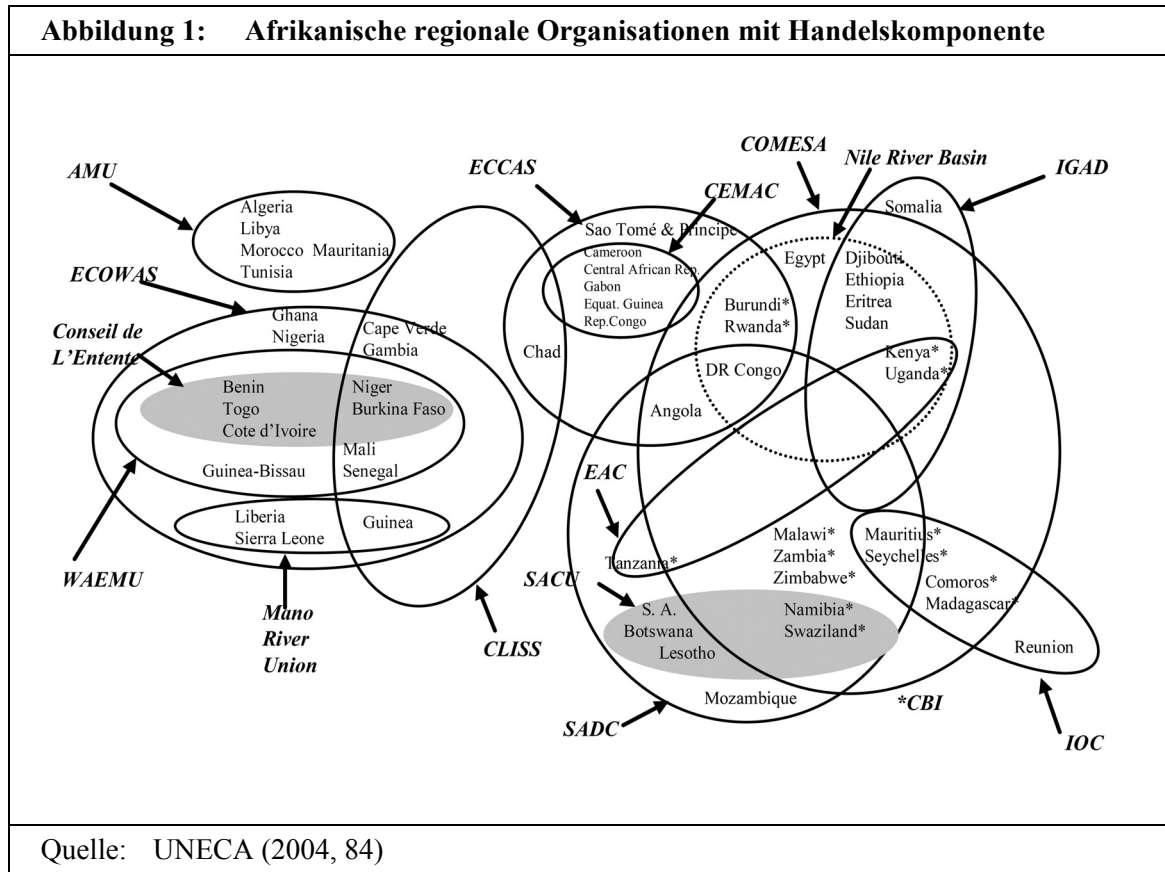 Abbildung 1: Afrikanische regionale Organisationen mit Handelskomponente
AMU
Algeria
Libya
Morocco Mauritania
Tunisia
ECOWAS
Ghana
Nigeria
Cape Verde
Gambia
Conseil de
L'Entente
Benin
Togo
Cote d'Ivoire
Niger
Burkina Faso
Mali
Senegal
Guinea-Bissau
Liberia
Sierra Leone
Guinea
WAEMU
Mano
River
Union
CLISS
ECCAS
CEMAC
Sao Tomé & Principe
Cameroon
Central African Rep.
Gabon
Equat. Guinea
Rep.Congo
Chad
COMESA
Nile River Basin
IGAD
Somalia
Egypt
Djibouti
Ethiopia
Eritrea
Sudan
Burundi*
Rwanda*
Kenya*
Uganda*
DR Congo
Angola
EAC
Tanzania*
Malawi*
Zambia*
Zimbabwe*
Mauritius*
Seychelles*
Comoros*
Madagascar*
Reunion
SACU
S. A.
Botswana
Lesotho
Namibia*
Swaziland*
Mozambique
SADC
*CBI
IOC
Quelle: UNECA (2004, 84)